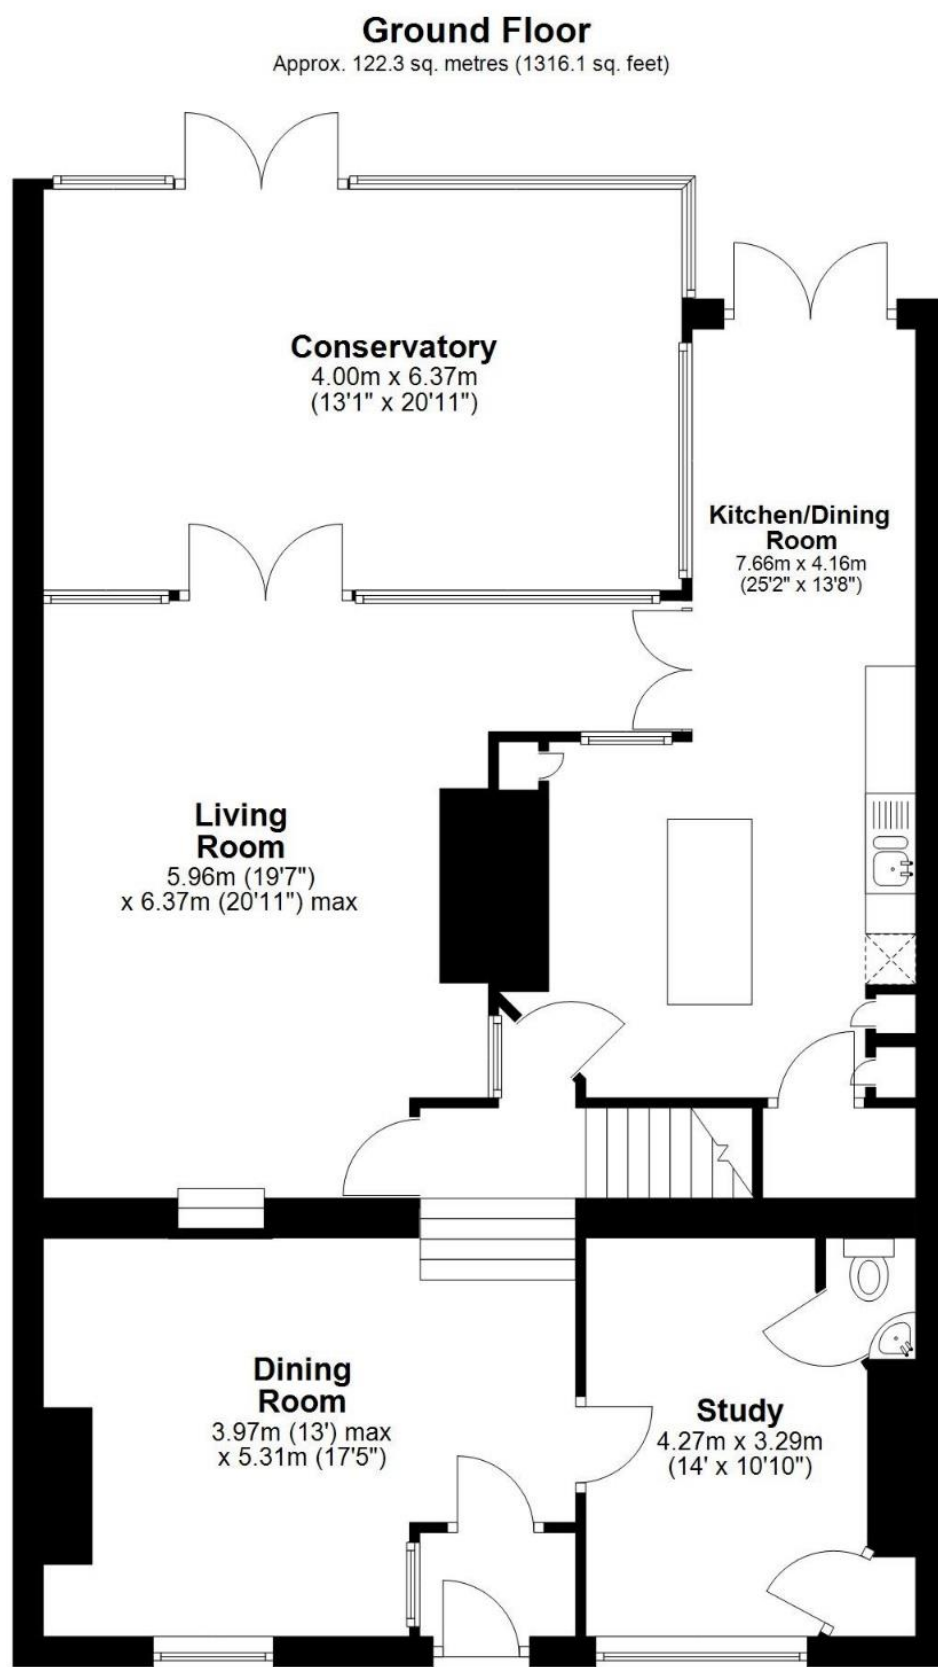 Ground Floor
Approx. 122.3 sq. metres (1316.1 sq. feet)
Conservatory
4.00m x 6.37m
(13'1" x 20'11")
Kitchen/Dining
Room
7.66m x 4.16m
(25'2" x 13'8")
Living
Room
5.96m (19'7")
x 6.37m (20'11") max
Dining
Room
3.97m (13') max
x 5.31m (17'5")
Study
4.27m x 3.29m
(14' x 10'10")